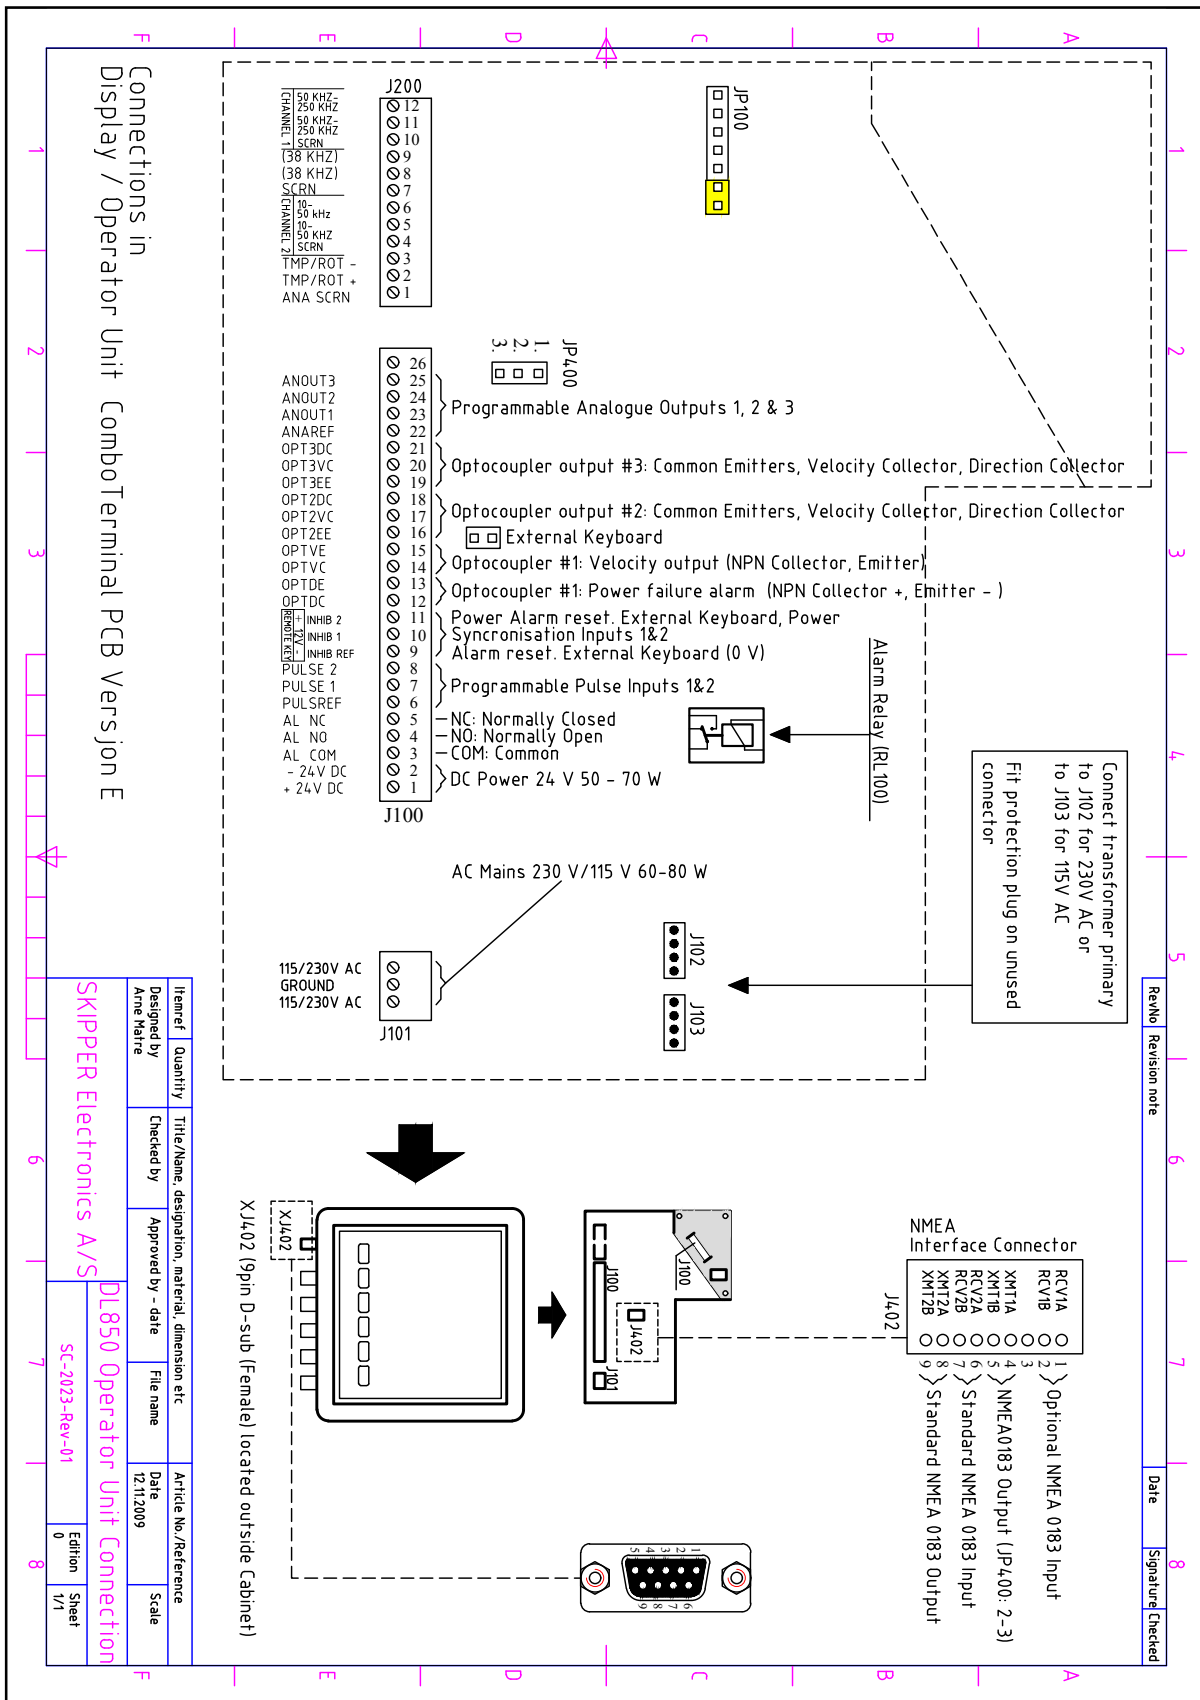 Connections in
Display / Operator Unit ComboTerminal PCB Versjon E
J200
CHANNEL 1
50 KHZ-
250 KHZ
50 KHZ-
250 KHZ
SCRN
(38 KHZ)
(38 KHZ)
SCRN
CHANNEL 2
10-
50 kHz
10-
50 KHZ
SCRN
TMP/ROT -
TMP/ROT +
ANA SCRN
12
11
10
9
8
7
6
5
4
3
2
1
JP100
JP400
1.
2.
3.
26
ANOUT3 25
ANOUT2 24
ANOUT1 23
ANAREF 22
Programmable Analogue Outputs 1, 2 & 3
OPT3DC 21
OPT3VC 20
OPT3EE 19
Optocoupler output #3: Common Emitters, Velocity Collector, Direction Collector
OPT2DC 18
OPT2VC 17
OPT2EE 16
Optocoupler output #2: Common Emitters, Velocity Collector, Direction Collector
External Keyboard
OPTVE 15
OPTVC 14
Optocoupler #1: Velocity output (NPN Collector, Emitter)
OPTDE 13
OPTDC 12
Optocoupler #1: Power failure alarm (NPN Collector +, Emitter - )
REMOTE KEY
+ 12V -
INHIB 2 11
INHIB 1 10
INHIB REF 9
Power Alarm reset. External Keyboard, Power
Syncronisation Inputs 1&2
Alarm reset. External Keyboard (0 V)
PULSE 2 8
PULSE 1 7
PULSREF 6
Programmable Pulse Inputs 1&2
AL NC 5 NC: Normally Closed
AL NO 4 NO: Normally Open
AL COM 3 COM: Common
- 24V DC 2
+ 24V DC 1
DC Power 24 V 50 - 70 W
J100
Alarm Relay (RL100)
Connect transformer primary
to J102 for 230V AC or
to J103 for 115V AC
Fit protection plug on unused
connector
AC Mains 230 V/115 V 60-80 W
J102
J103
115/230V AC
GROUND
115/230V AC
J101
XJ402
XJ402 (9pin D-sub (Female) located outside Cabinet)
J100
J100
J402
J101
NMEA
Interface Connector
J402
RCV1A 1
RCV1B 2
3
XMT1A 4
XMT1B 5
RCV2A 6
RCV2B 7
XMT2A 8
XMT2B 9
Optional NMEA 0183 Input
NMEA0183 Output (JP400: 2-3)
Standard NMEA 0183 Input
Standard NMEA 0183 Output
1 2 3 4 5
6 7 8 9
RevNo
Revision note
Date
Signature
Checked
Itemref
Quantity
Title/Name, designation, material, dimension etc
Article No./Reference
Designed by
Arne Matre
Checked by
Approved by - date
File name
Date
12.11.2009
Scale
SKIPPER Electronics A/S
DL850 Operator Unit Connection
SC-2023-Rev-01
Edition
0
Sheet
1/1
1 2 3 4 5 6 7 8
1 2 3 4 5 6 7 8
A B C D E F
A B C D E F